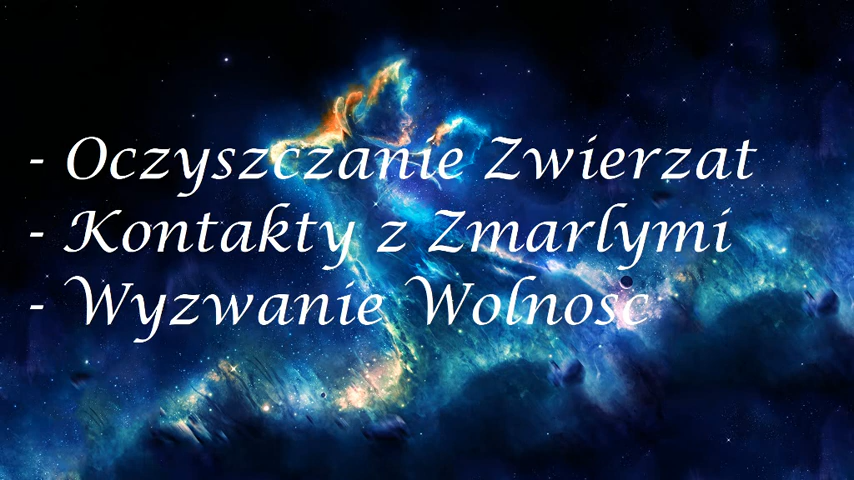 - Oczyszczanie Zwierzat
- Kontakty z Zmarlymi
- Wyzwanie Wolnosc